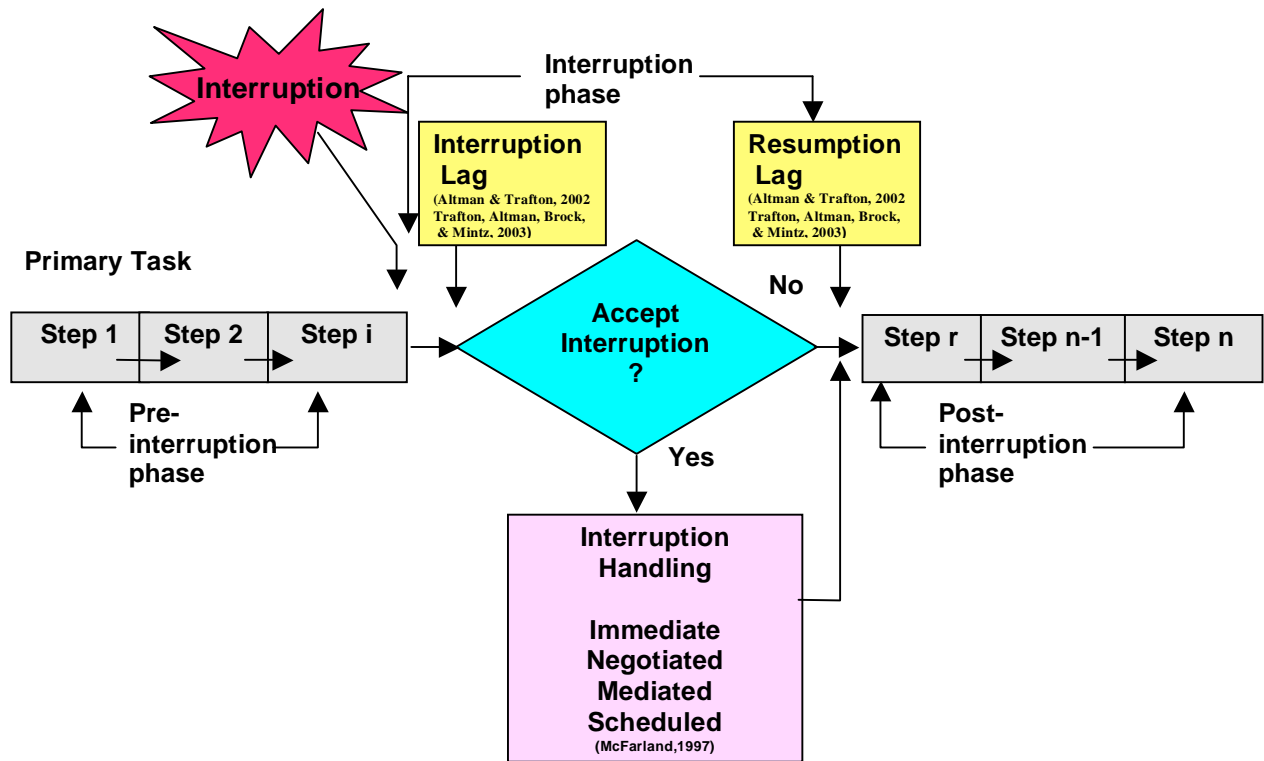 Interruption
Interruption
phase
Interruption
Lag
(Altman & Trafton, 2002
Trafton, Altman, Brock,
& Mintz, 2003)
Resumption
Lag
(Altman & Trafton, 2002
Trafton, Altman, Brock,
& Mintz, 2003)
Primary Task
No
Step 1
Step 2
Step i
Accept
Interruption
?
Step r
Step n-1
Step n
Pre-
interruption
phase
Yes
Post-
interruption
phase
Interruption
Handling
Immediate
Negotiated
Mediated
Scheduled
(McFarland,1997)